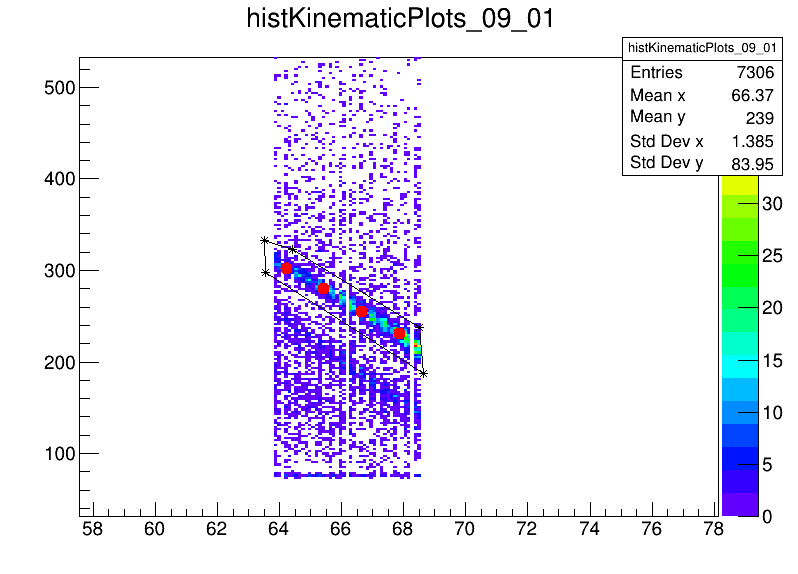 histKinematicPlots_09_01
histKinematicPlots_09_01
Entries 7306
Mean x 66.37
Mean y 239
Std Dev x 1.385
Std Dev y 83.95
500
400
300
200
100
30
25
20
15
10
5
0
58 60 62 64 66 68 70 72 74 76 78